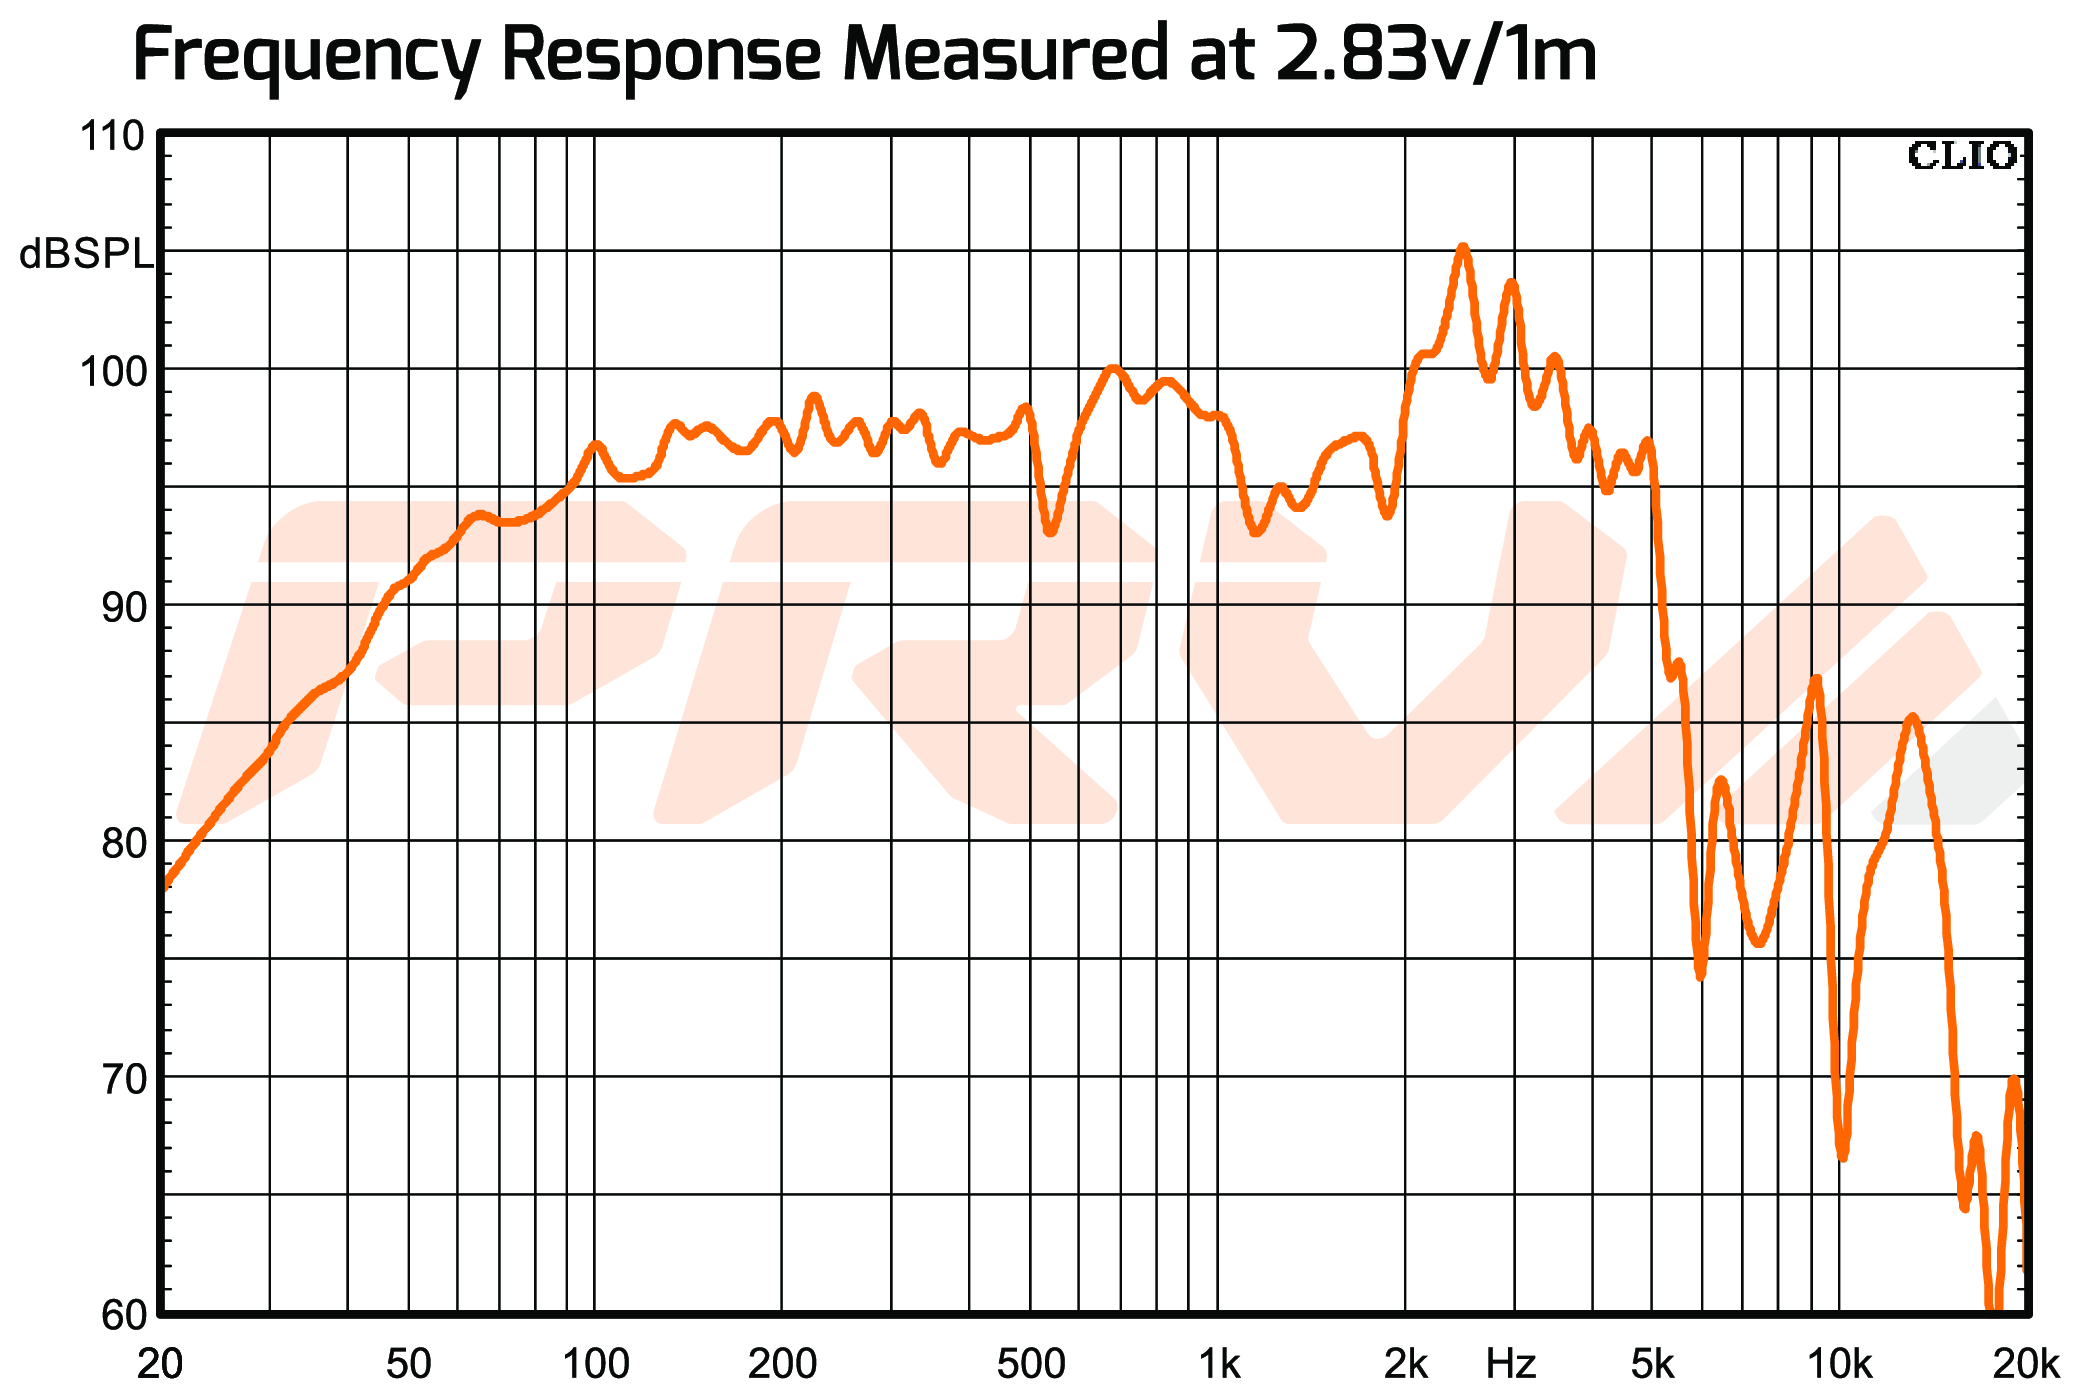 Frequency Response Measured at 2.83v/1m
110
CLIO
dBSPL
100
90
PRV
80
70
60
20 50 100 200 500 1k 2k Hz 5k 10k 20k